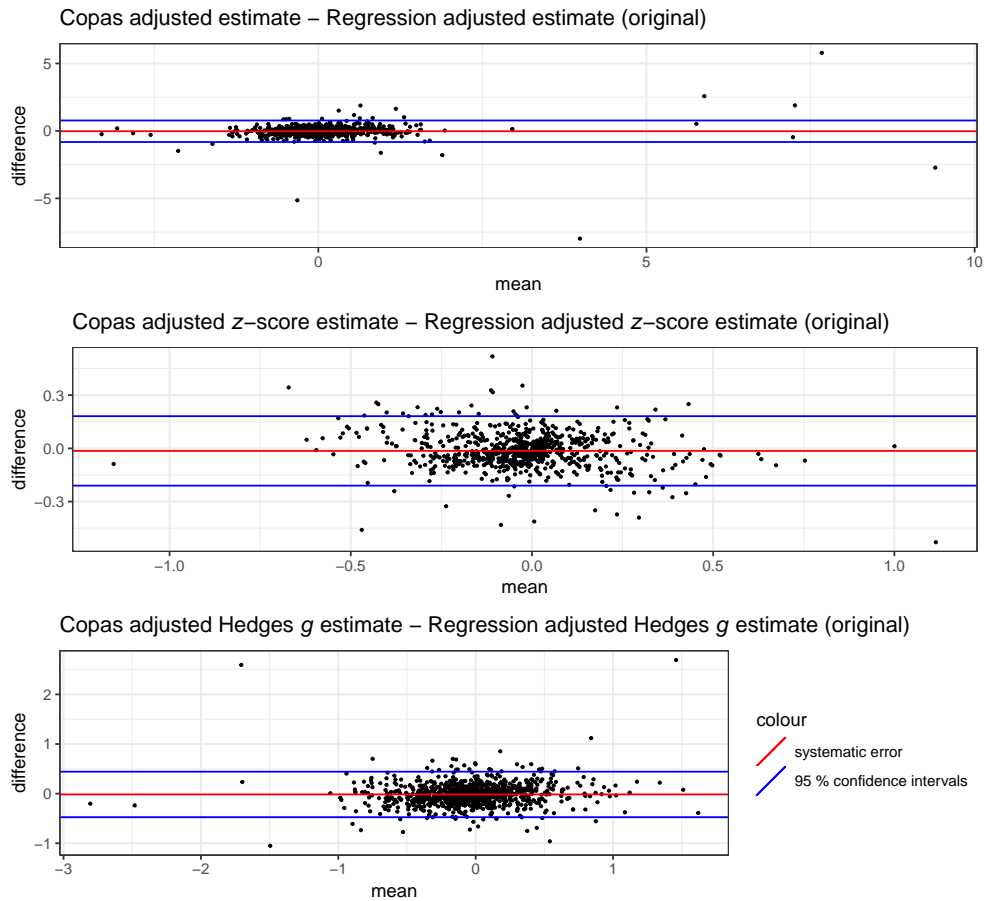 Copas adjusted estimate − Regression adjusted estimate (original)
5
0
−5
difference
0
5
10
mean
Copas adjusted z−score estimate − Regression adjusted z−score estimate (original)
0.3
0.0
−0.3
difference
−1.0
−0.5
0.0
0.5
1.0
mean
Copas adjusted Hedges g estimate − Regression adjusted Hedges g estimate (original)
2
1
0
−1
difference
−3
−2
−1
0
1
mean
colour
systematic error
95 % confidence intervals